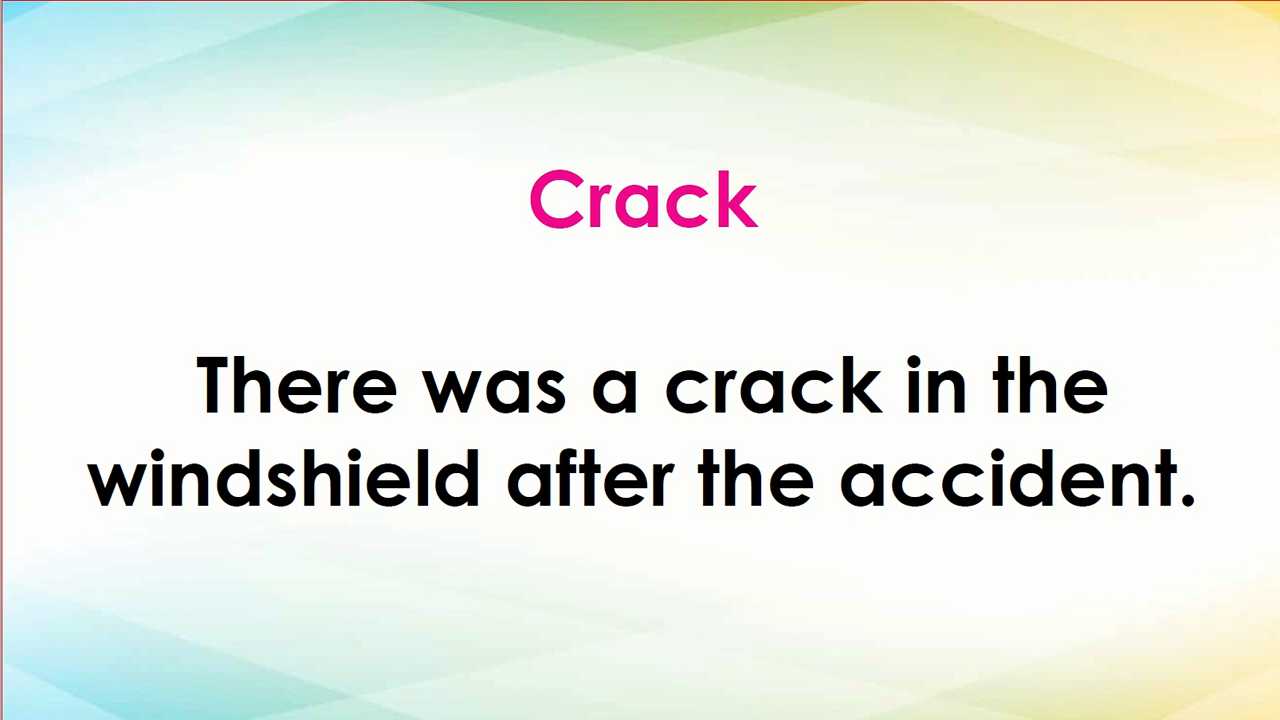 Crack
There was a crack in the
windshield after the accident.